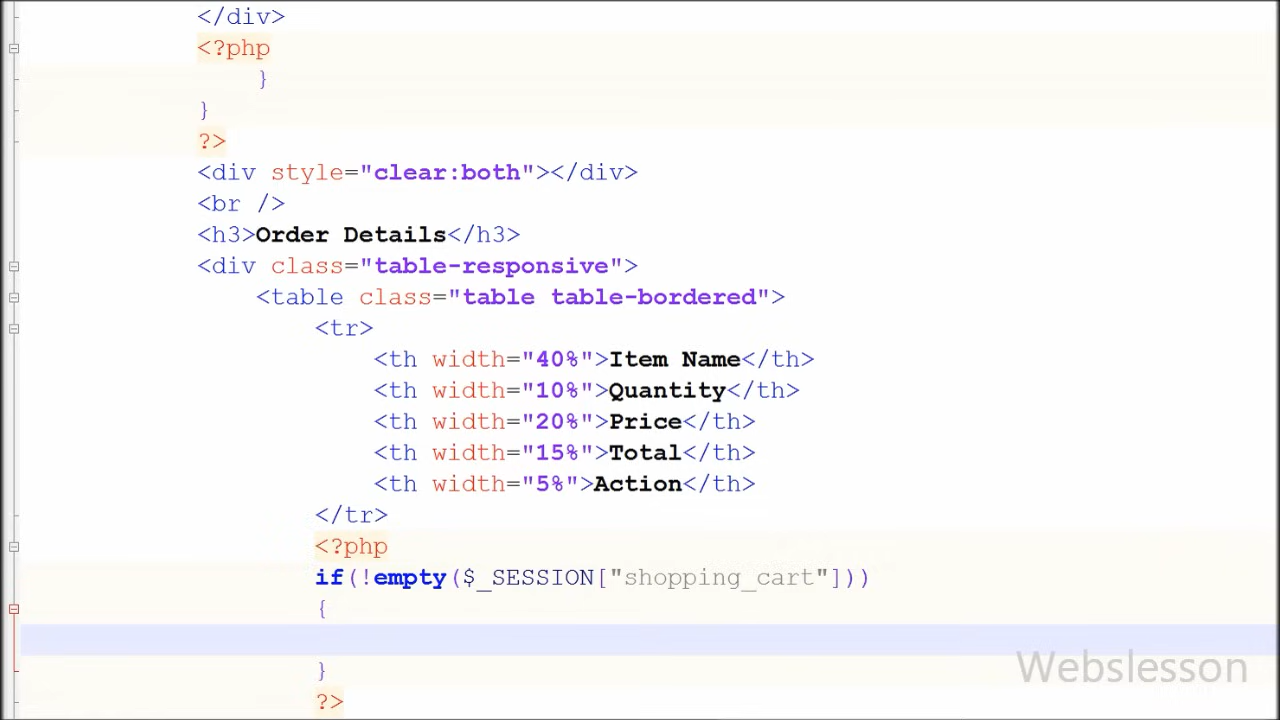 </div>
<?php
}
}
?>
<div style="clear:both"></div>
<br />
<h3>Order Details</h3>
<div class="table-responsive">
<table class="table table-bordered">
<tr>
<th width="40%">Item Name</th>
<th width="10%">Quantity</th>
<th width="20%">Price</th>
<th width="15%">Total</th>
<th width="5%">Action</th>
</tr>
<?php
if(!empty($_SESSION["shopping_cart"]))
{
}
?>
Webslesson